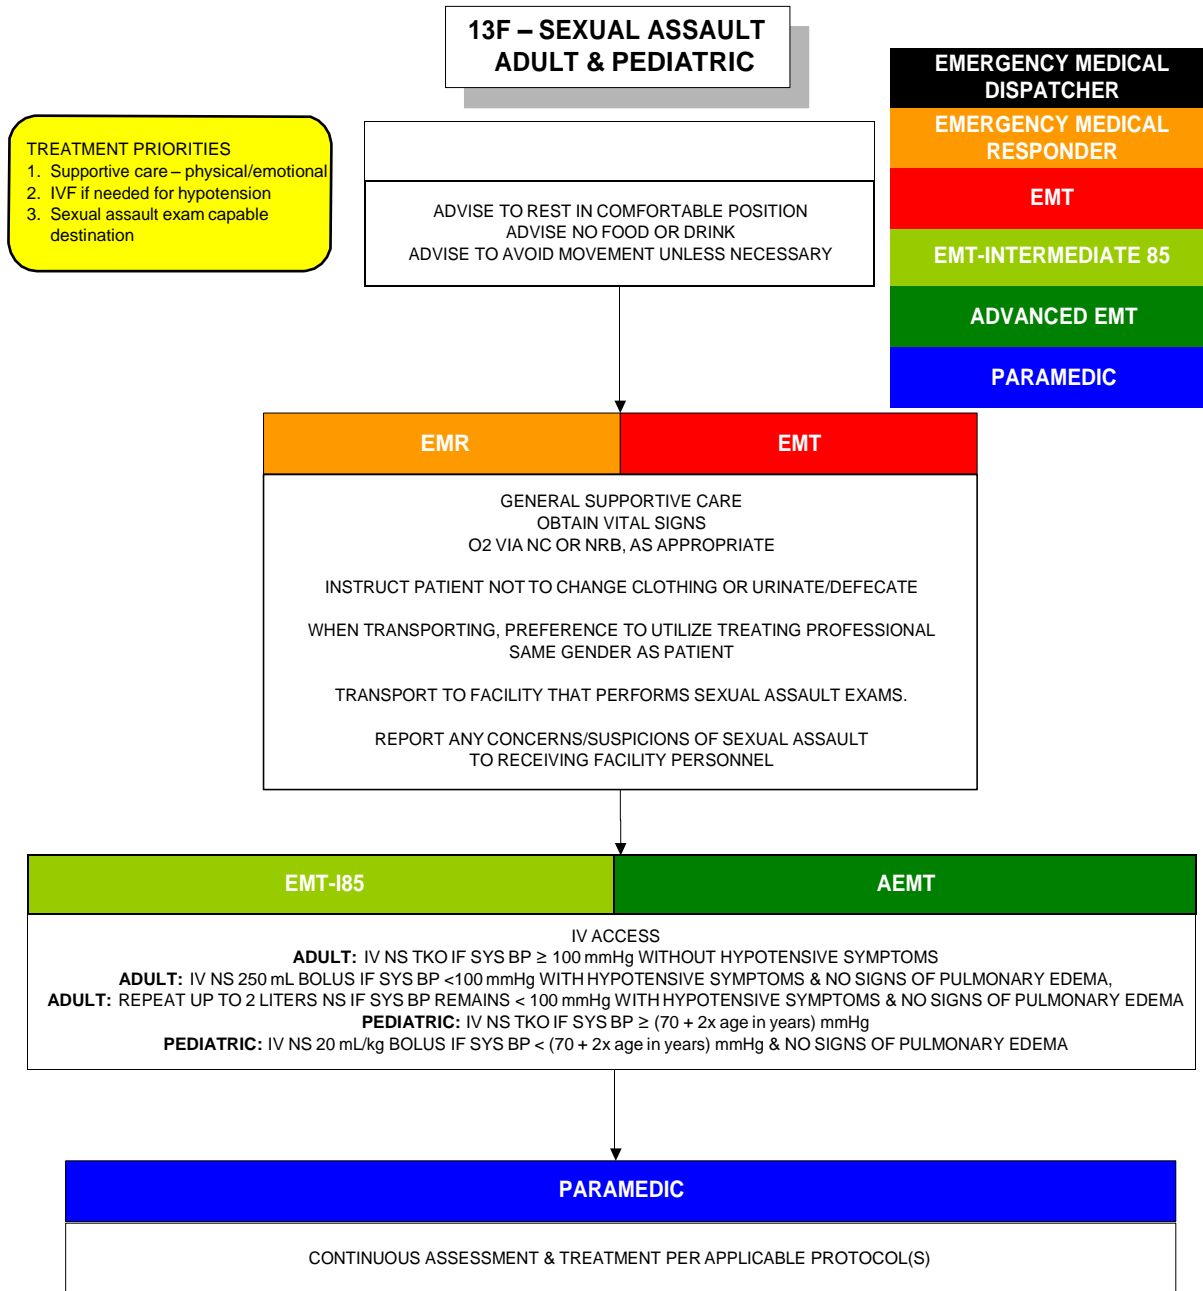 13F – SEXUAL ASSAULT
ADULT & PEDIATRIC
EMERGENCY MEDICAL
DISPATCHER
EMERGENCY MEDICAL
RESPONDER
EMT
EMT-INTERMEDIATE 85
ADVANCED EMT
PARAMEDIC
TREATMENT PRIORITIES
1. Supportive care – physical/emotional
2. IVF if needed for hypotension
3. Sexual assault exam capable
destination
ADVISE TO REST IN COMFORTABLE POSITION
ADVISE NO FOOD OR DRINK
ADVISE TO AVOID MOVEMENT UNLESS NECESSARY
EMR
EMT
GENERAL SUPPORTIVE CARE
OBTAIN VITAL SIGNS
O2 VIA NC OR NRB, AS APPROPRIATE
INSTRUCT PATIENT NOT TO CHANGE CLOTHING OR URINATE/DEFECATE
WHEN TRANSPORTING, PREFERENCE TO UTILIZE TREATING PROFESSIONAL
SAME GENDER AS PATIENT
TRANSPORT TO FACILITY THAT PERFORMS SEXUAL ASSAULT EXAMS.
REPORT ANY CONCERNS/SUSPICIONS OF SEXUAL ASSAULT
TO RECEIVING FACILITY PERSONNEL
EMT-I85
AEMT
IV ACCESS
ADULT: IV NS TKO IF SYS BP ≥ 100 mmHg WITHOUT HYPOTENSIVE SYMPTOMS
ADULT: IV NS 250 mL BOLUS IF SYS BP <100 mmHg WITH HYPOTENSIVE SYMPTOMS & NO SIGNS OF PULMONARY EDEMA,
ADULT: REPEAT UP TO 2 LITERS NS IF SYS BP REMAINS < 100 mmHg WITH HYPOTENSIVE SYMPTOMS & NO SIGNS OF PULMONARY EDEMA
PEDIATRIC: IV NS TKO IF SYS BP ≥ (70 + 2x age in years) mmHg
PEDIATRIC: IV NS 20 mL/kg BOLUS IF SYS BP < (70 + 2x age in years) mmHg & NO SIGNS OF PULMONARY EDEMA
PARAMEDIC
CONTINUOUS ASSESSMENT & TREATMENT PER APPLICABLE PROTOCOL(S)